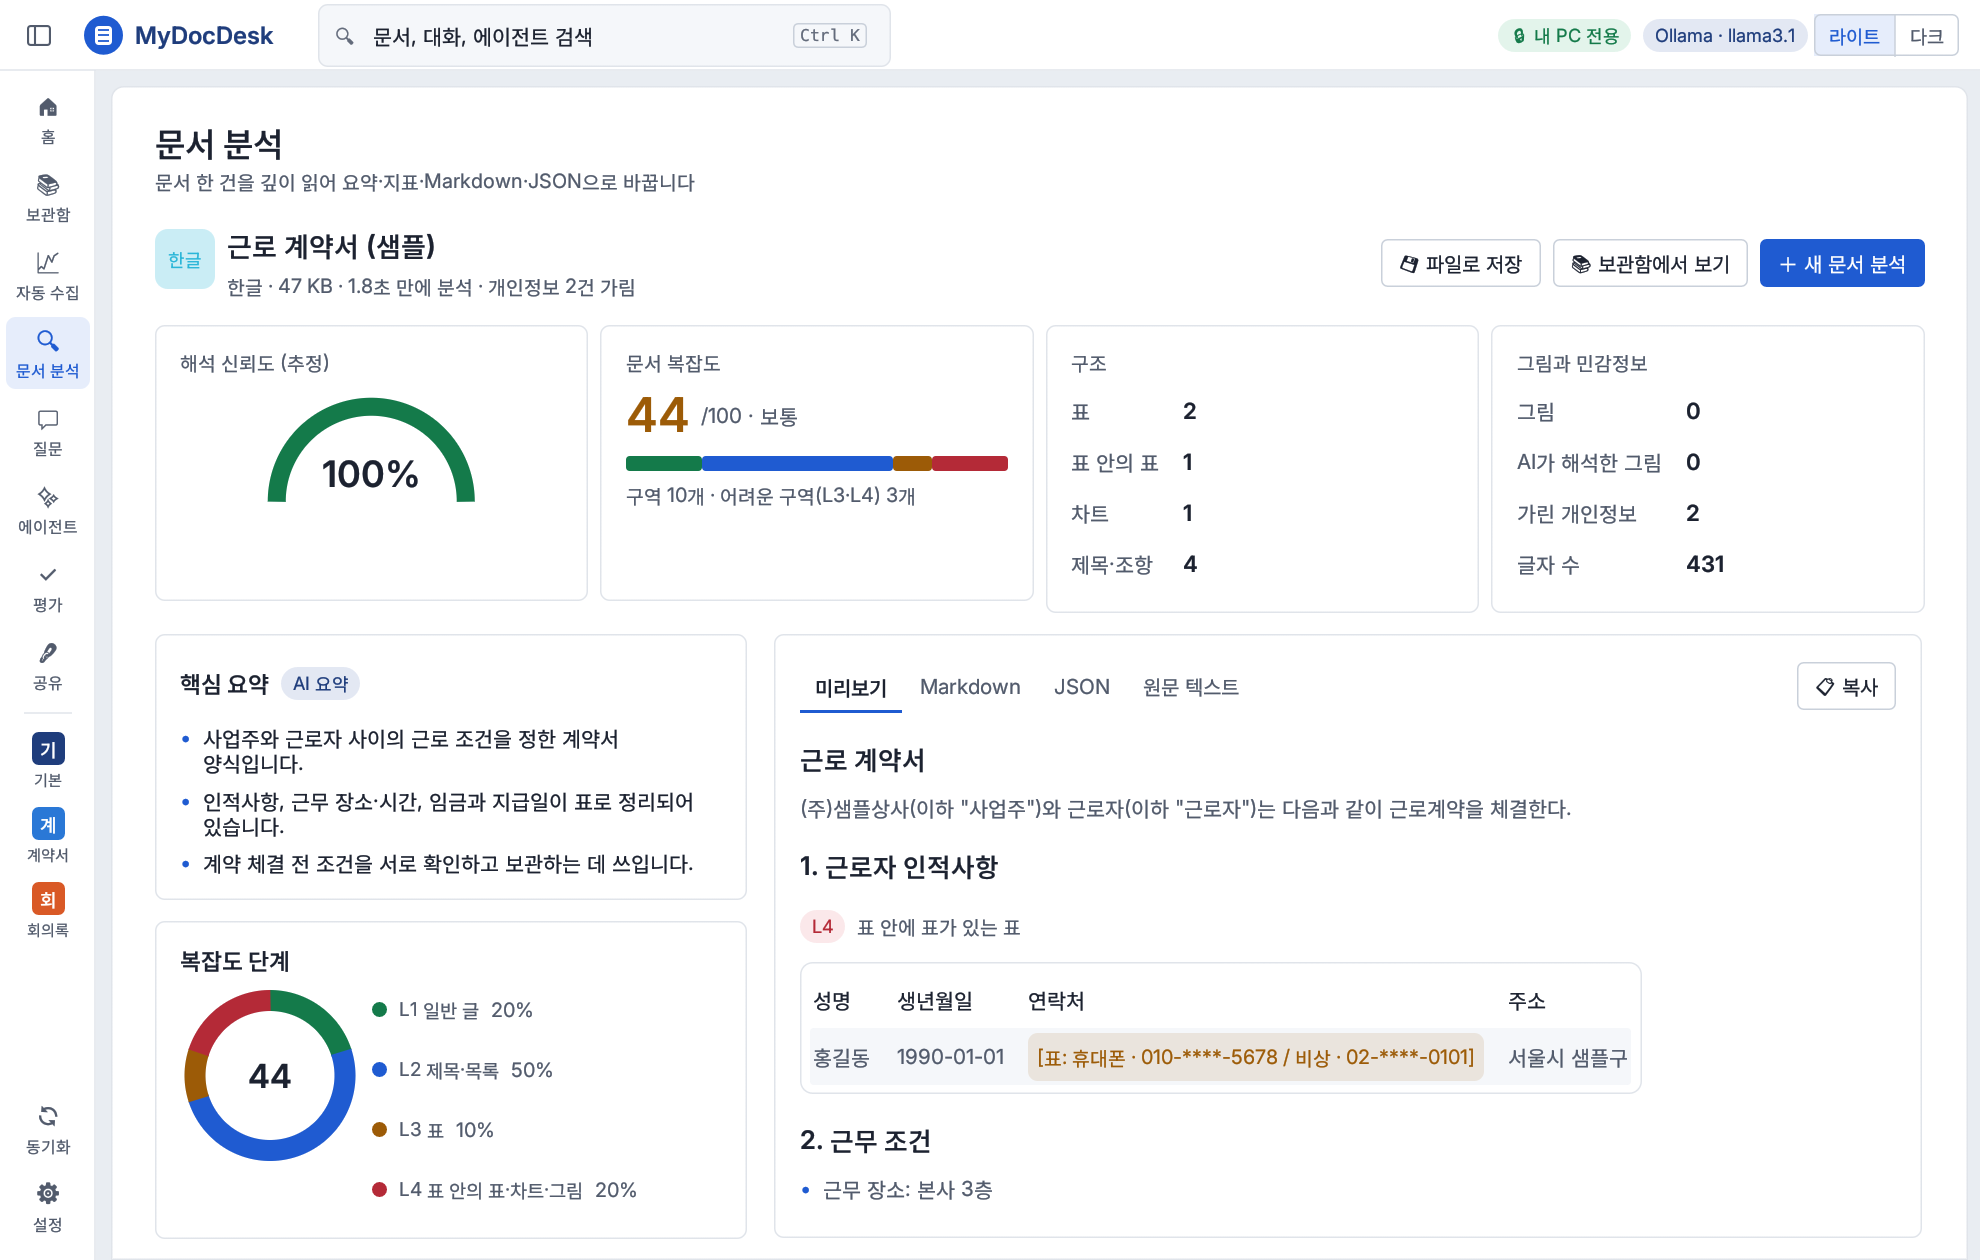 MyDocDesk
문서, 대화, 에이전트 검색
Ctrl K
내 PC 전용
Ollama · llama3.1
라이트
다크
홈
보관함
자동 수집
문서 분석
질문
에이전트
평가
공유
기
기본
계
계약서
회
회의록
동기화
설정
문서 분석
문서 한 건을 깊이 읽어 요약·지표·Markdown·JSON으로 바꿉니다
한글
근로 계약서 (샘플)
한글 · 47 KB · 1.8초 만에 분석 · 개인정보 2건 가림
파일로 저장
보관함에서 보기
+ 새 문서 분석
해석 신뢰도 (추정)
100%
문서 복잡도
44 /100 · 보통
구역 10개 · 어려운 구역(L3·L4) 3개
구조
표 2
표 안의 표 1
차트 1
제목·조항 4
그림과 민감정보
그림 0
AI가 해석한 그림 0
가린 개인정보 2
글자 수 431
핵심 요약 AI 요약
• 사업주와 근로자 사이의 근로 조건을 정한 계약서
양식입니다.
• 인적사항, 근무 장소·시간, 임금과 지급일이 표로 정리되어
있습니다.
• 계약 체결 전 조건을 서로 확인하고 보관하는 데 쓰입니다.
복잡도 단계
44
L1 일반 글 20%
L2 제목·목록 50%
L3 표 10%
L4 표 안의 표·차트·그림 20%
미리보기 Markdown JSON 원문 텍스트
복사
근로 계약서
(주)샘플상사(이하 "사업주")와 근로자(이하 "근로자")는 다음과 같이 근로계약을 체결한다.
1. 근로자 인적사항
L4 표 안에 표가 있는 표
성명 생년월일 연락처 주소
홍길동 1990-01-01 [표: 휴대폰 · 010-****-5678 / 비상 · 02-****-0101] 서울시 샘플구
2. 근무 조건
• 근무 장소: 본사 3층